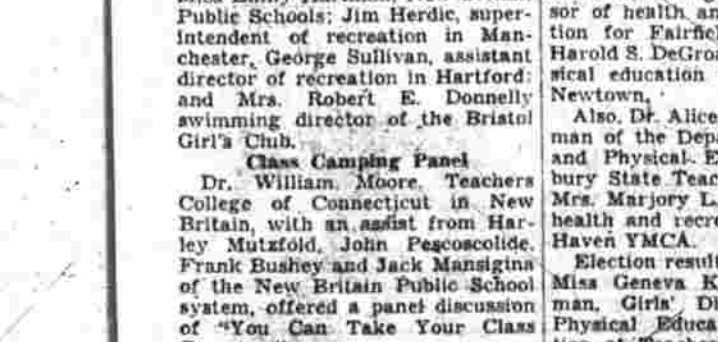 Public Schools; Jim Herdic, super-
intendent of recreation in Man-
chester, George Sullivan, assistant
director of recreation in Hartford;
and Mrs. Robert E. Donnelly
swimming director of the Bristol
Girl's Club.
Class Camping Panel
Dr. William Moore, Teachers
College of Connecticut in New
Britain, with an assist from Har-
ley Mutzfold, John Pescosolide,
Frank Bushey and Jack Mansigina
of the New Britain Public School
system, offered a panel discussion
of "You Can Take Your Class
sor of health an
tion for Fairfie
Harold S. DeGroa
sical education
Newtown.
Also, Dr. Alice
man of the Depa
and Physical E
bury State Teac
Mrs. Marjory L.
health and recre
Haven YMCA.
Election result
Miss Geneva K
man, Girls' Di
Physical Educa